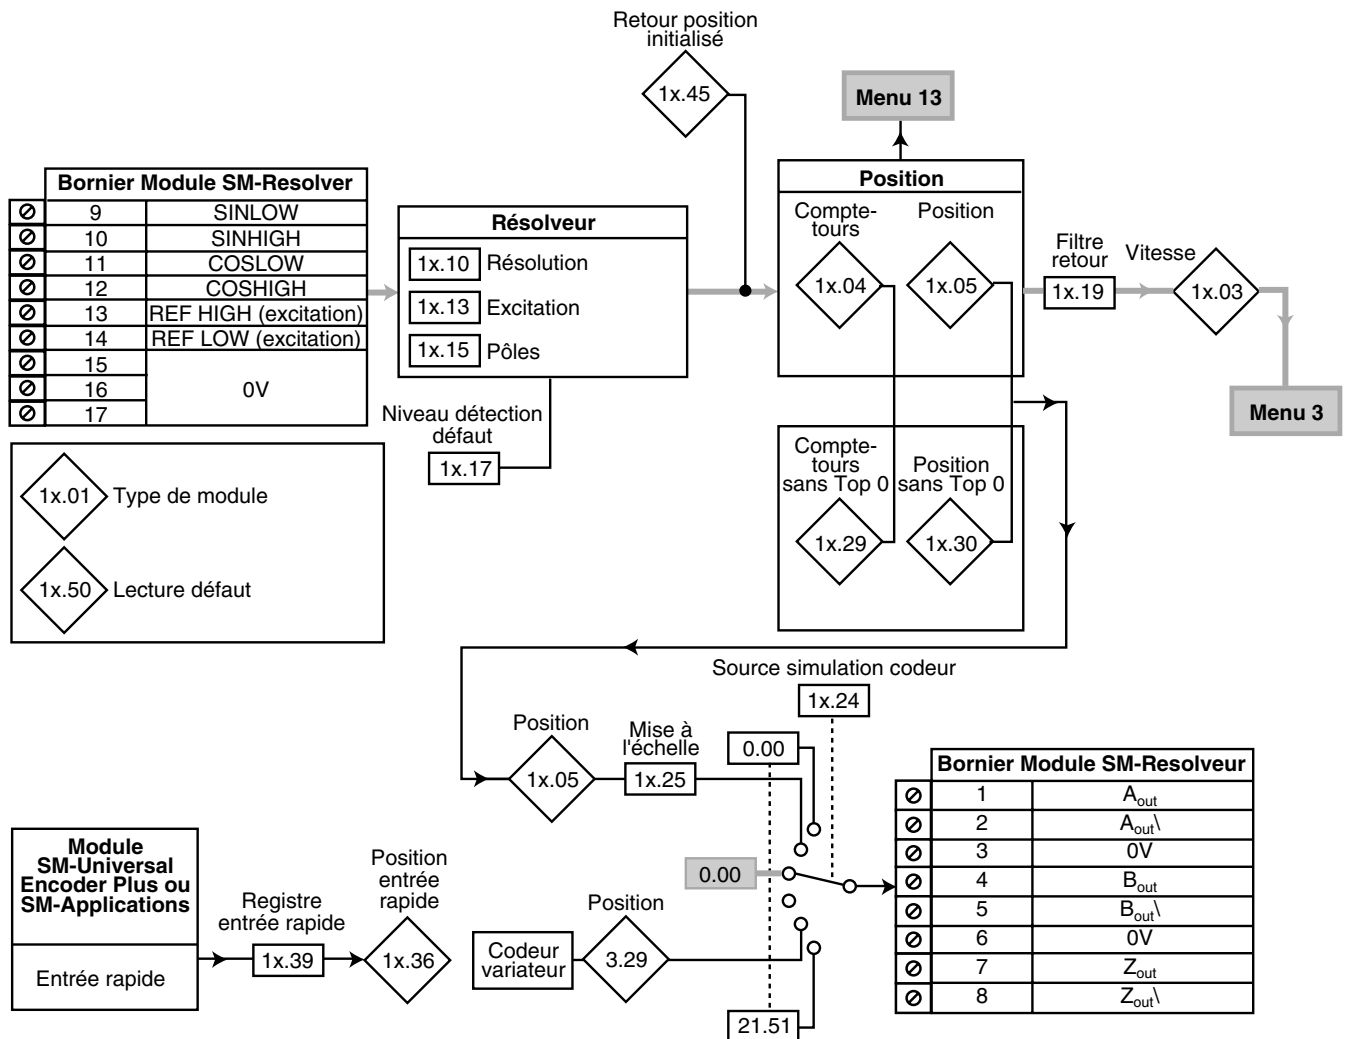 Retour position
initialisé
1x.45
Menu 13
Bornier Module SM-Resolver
9 SINLOW
10 SINHIGH
11 COSLOW
12 COSHIGH
13 REF HIGH (excitation)
14 REF LOW (excitation)
15
16 0V
17
Résolveur
1x.10 Résolution
1x.13 Excitation
1x.15 Pôles
Niveau détection
défaut
1x.17
Position
Compte-
tours
1x.04
Position
1x.05
Filtre
retour
1x.19
Vitesse
1x.03
Menu 3
Compte-
tours
sans Top 0
1x.29
Position
sans Top 0
1x.30
1x.01 Type de module
1x.50 Lecture défaut
Source simulation codeur
1x.24
Position
1x.05
Mise à
l'échelle
1x.25
0.00
0.00
21.51
Bornier Module SM-Resolveur
1 Aout
2 Aout\
3 0V
4 Bout
5 Bout\
6 0V
7 Zout
8 Zout\
Module
SM-Universal
Encoder Plus ou
SM-Applications
Entrée rapide
Registre
entrée rapide
1x.39
Position
entrée
rapide
1x.36
Codeur
variateur
Position
3.29